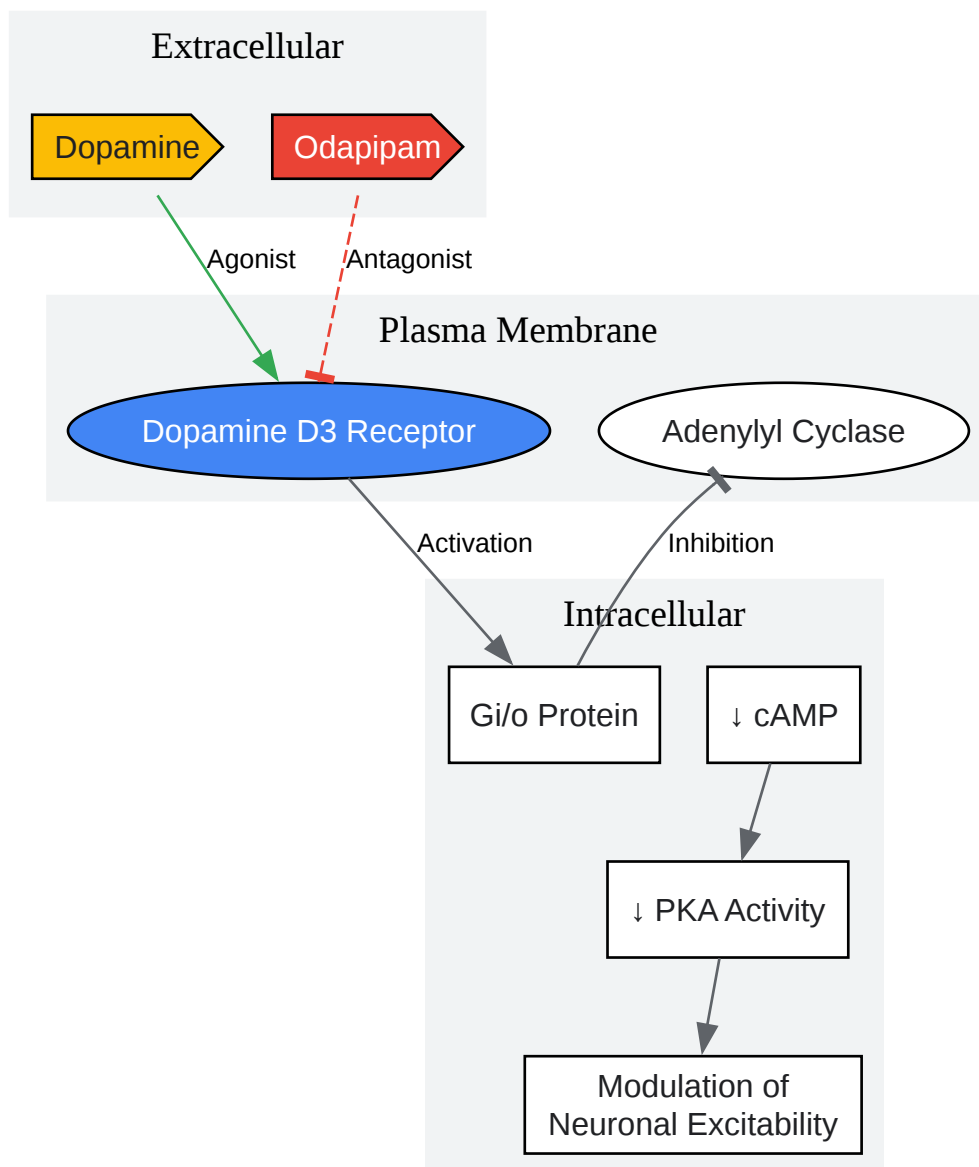 Extracellular
Dopamine
Odapipam
Agonist
Antagonist
Plasma Membrane
Dopamine D3 Receptor
Adenylyl Cyclase
Activation
Inhibition
Intracellular
Gi/o Protein
↓ cAMP
↓ PKA Activity
Modulation of
Neuronal Excitability